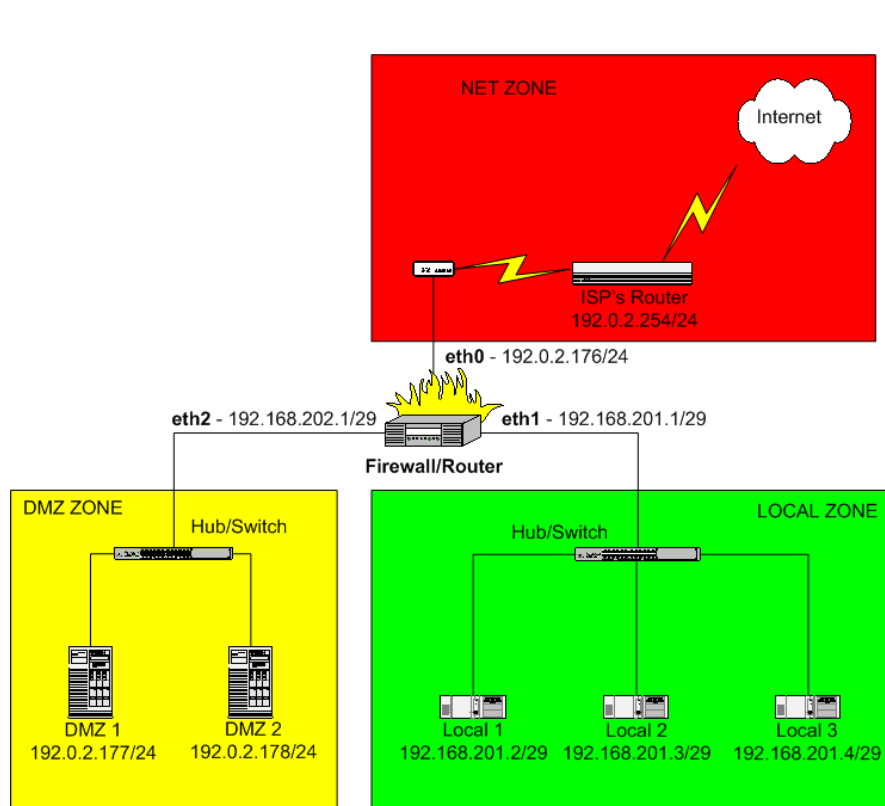 NET ZONE
Internet
ISP's Router
192.0.2.254/24
eth0 - 192.0.2.176/24
eth2 - 192.168.202.1/29
eth1 - 192.168.201.1/29
Firewall/Router
DMZ ZONE
Hub/Switch
LOCAL ZONE
Hub/Switch
DMZ 1
192.0.2.177/24
DMZ 2
192.0.2.178/24
Local 1
192.168.201.2/29
Local 2
192.168.201.3/29
Local 3
192.168.201.4/29